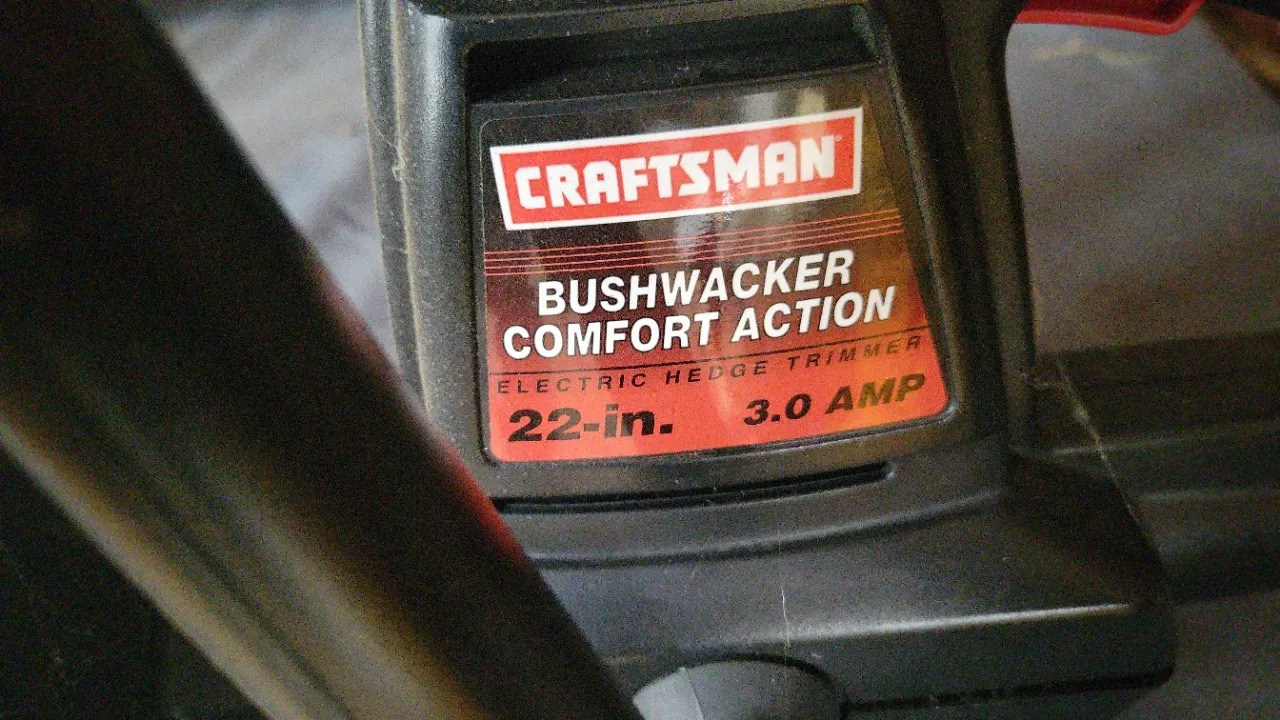 CRAFTSMAN®
BUSHWACKER
COMFORT ACTION
ELECTRIC HEDGE TRIMMER
22-in. 3.0 AMP